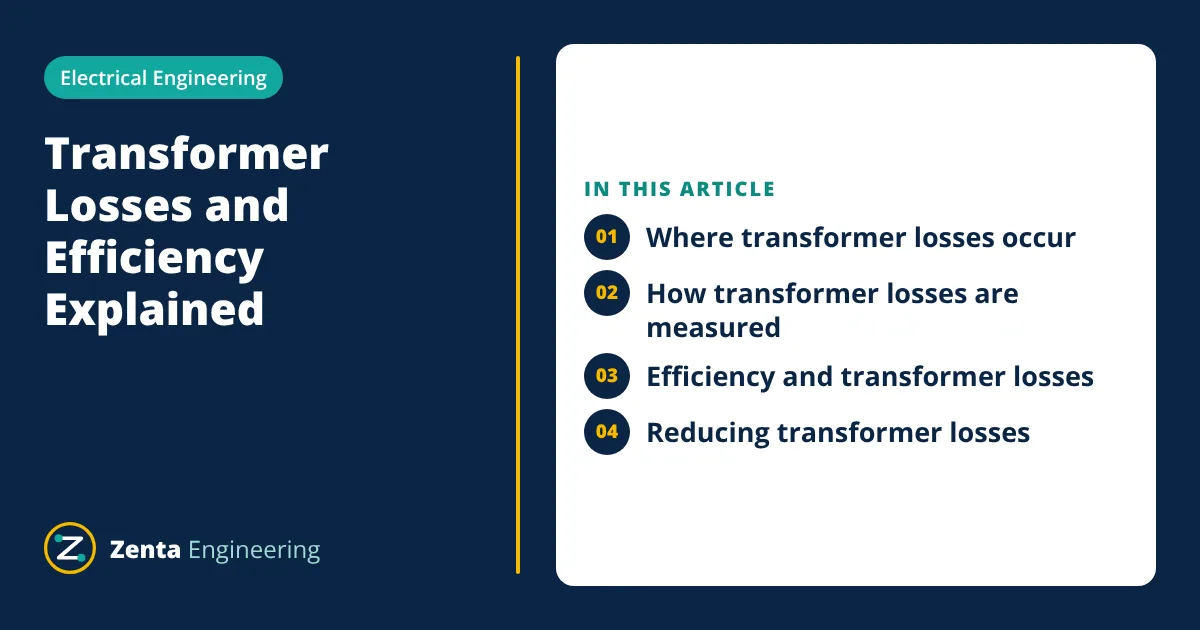 Electrical Engineering
Transformer
Losses and
Efficiency
Explained
Zenta Engineering
IN THIS ARTICLE
01 Where transformer losses occur
02 How transformer losses are
measured
03 Efficiency and transformer losses
04 Reducing transformer losses